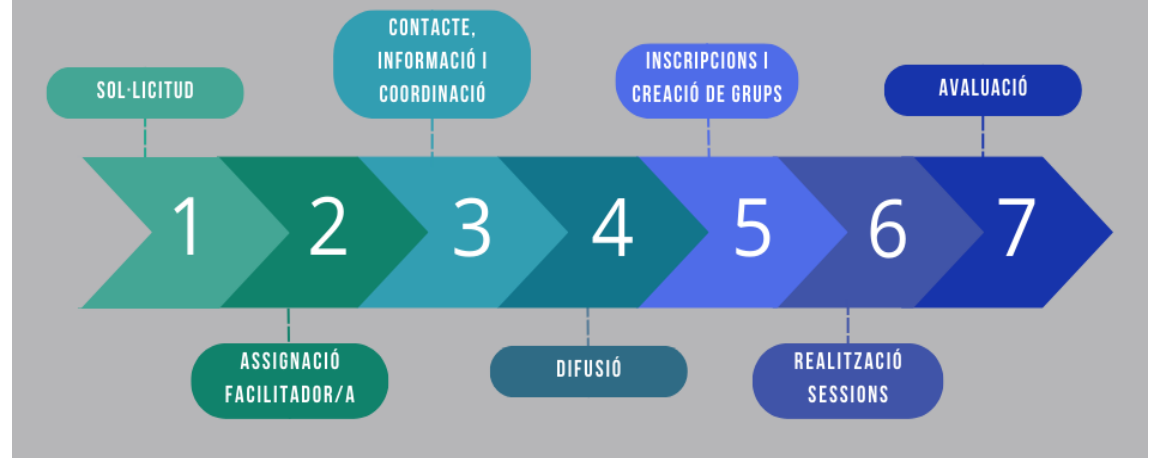 SOL·LICITUD
1
ASSIGNACIÓ
FACILITADOR/A
2
CONTACTE,
INFORMACIÓ I
COORDINACIÓ
3
DIFUSIÓ
4
INSCRIPCIONS I
CREACIÓ DE GRUPS
5
REALITZACIÓ
SESSIONS
6
AVALUACIÓ
7